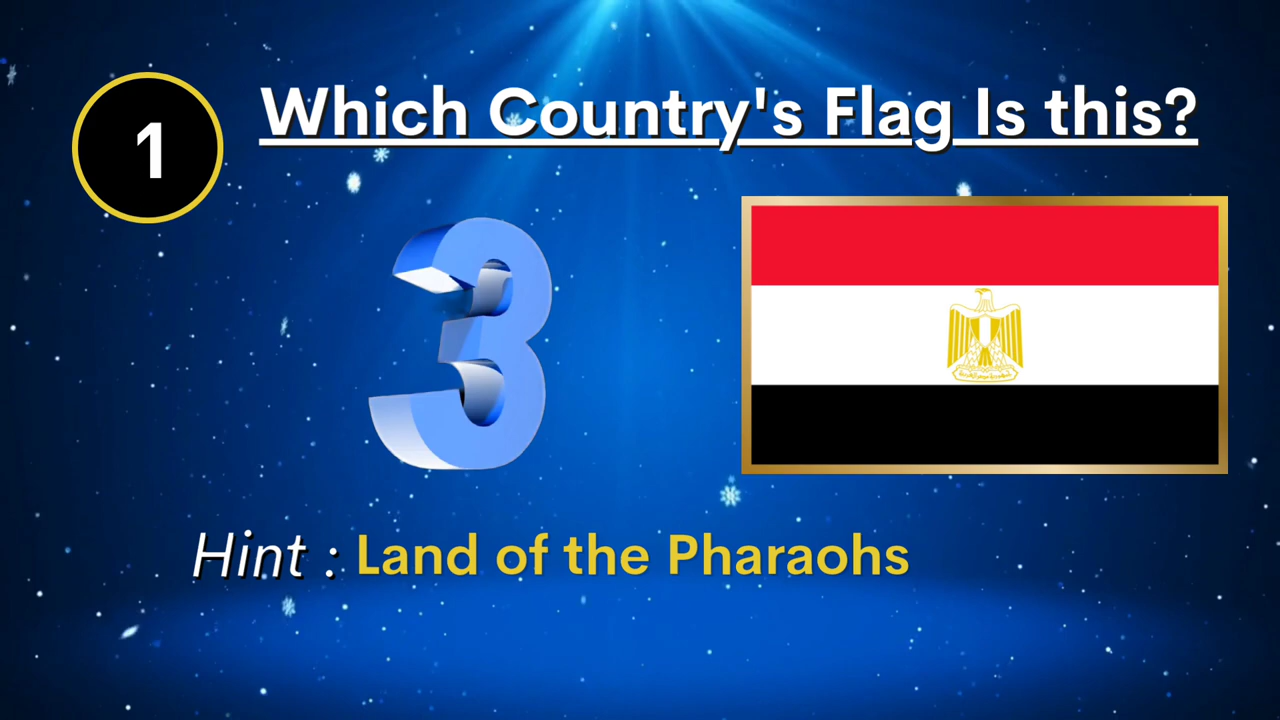 1
Which Country's Flag Is this?
3
Hint : Land of the Pharaohs